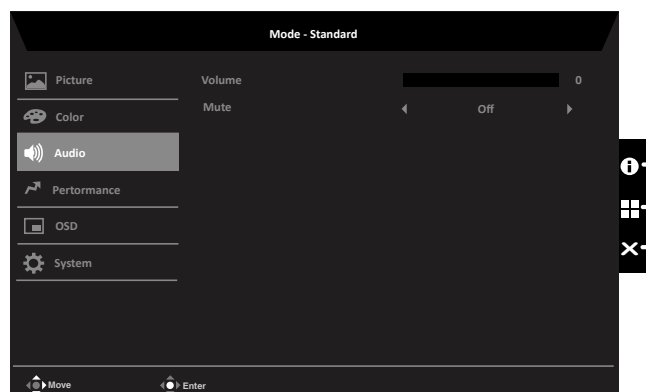 Mode - Standard
Picture
Volume 0
Color
Mute Off
Audio
Pertormance
OSD
System
Move Enter